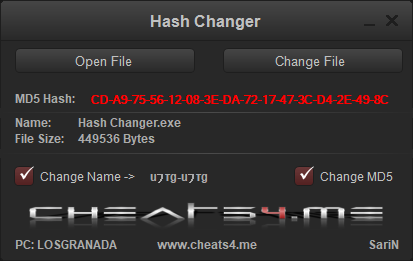 Hash Changer
Open File
Change File
MD5 Hash: CD-A9-75-56-12-08-3E-DA-72-17-47-3C-D4-2E-49-8C
Name: Hash Changer.exe
File Size: 449536 Bytes
Change Name -> u7тg-u7тg
Change MD5
CHEATS4.ME
PC: LOSGRANADA
www.cheats4.me
SariN